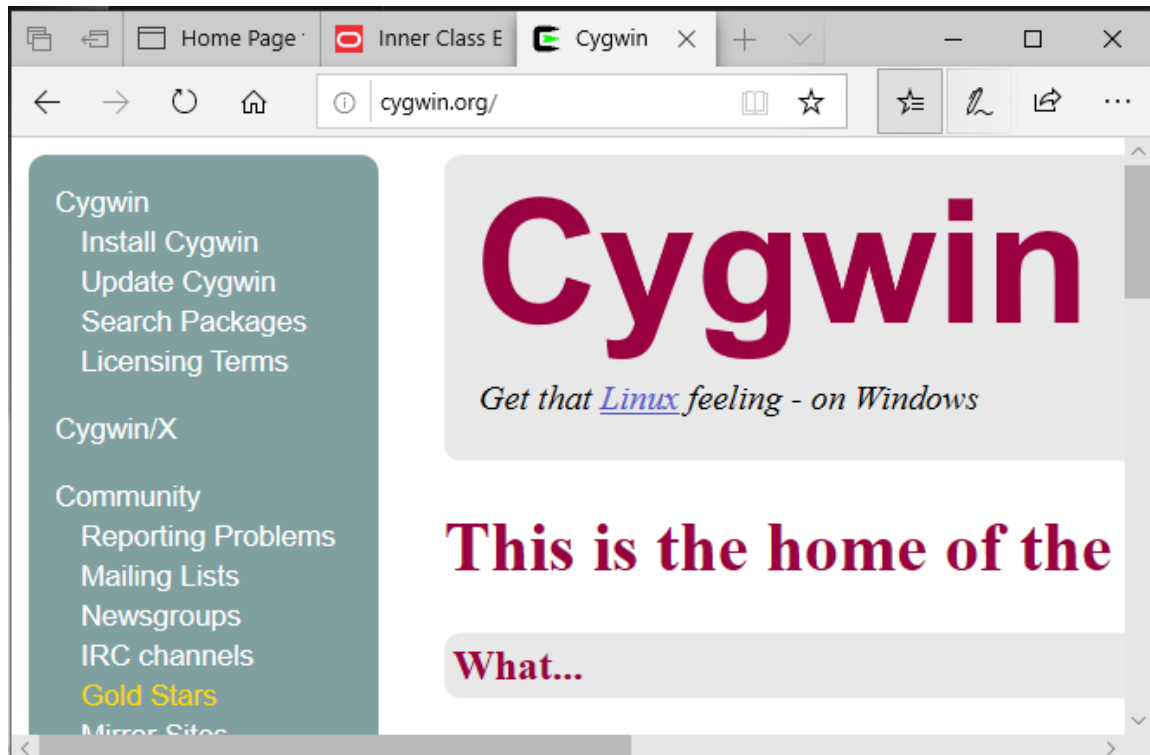 Home Page
Inner Class E
Cygwin
cygwin.org/
Cygwin
Install Cygwin
Update Cygwin
Search Packages
Licensing Terms
Cygwin/X
Community
Reporting Problems
Mailing Lists
Newsgroups
IRC channels
Gold Stars
Mirror Sites
Cygwin
Get that Linux feeling - on Windows
This is the home of the
What...